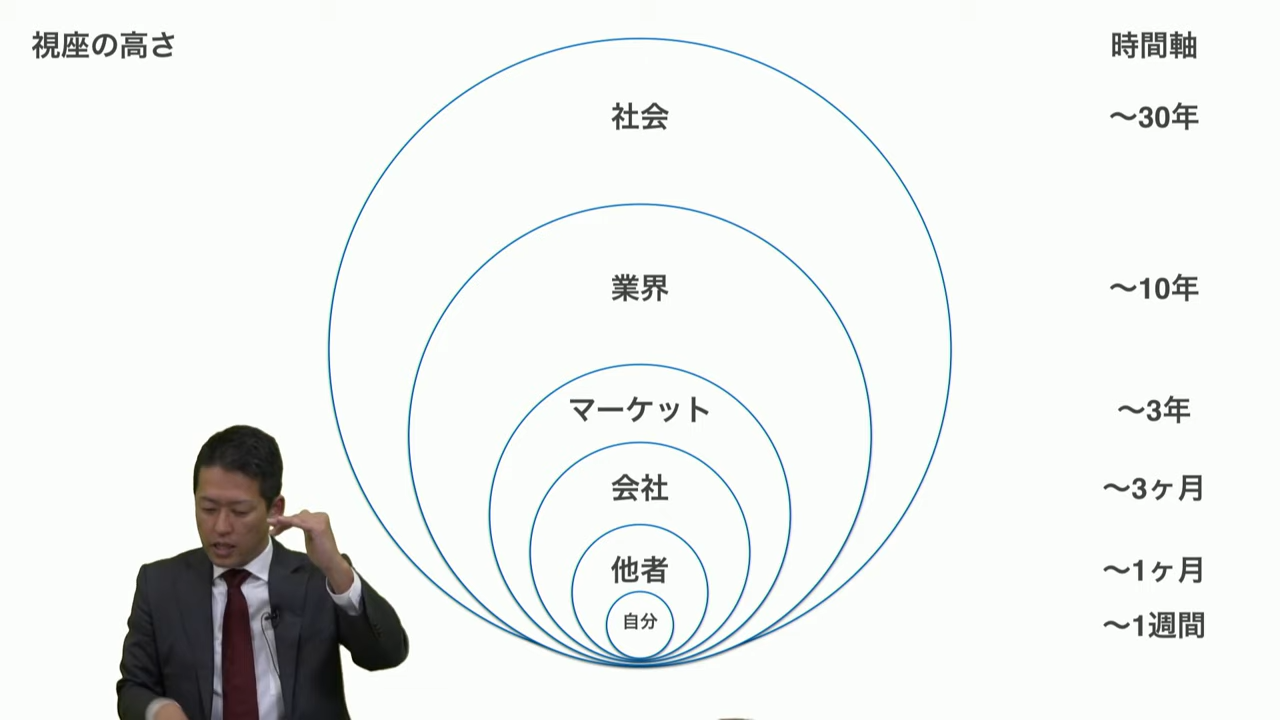 視座の高さ
時間軸
社会
〜30年
業界
〜10年
マーケット
〜3年
会社
〜3ヶ月
他者
〜1ヶ月
自分
〜1週間